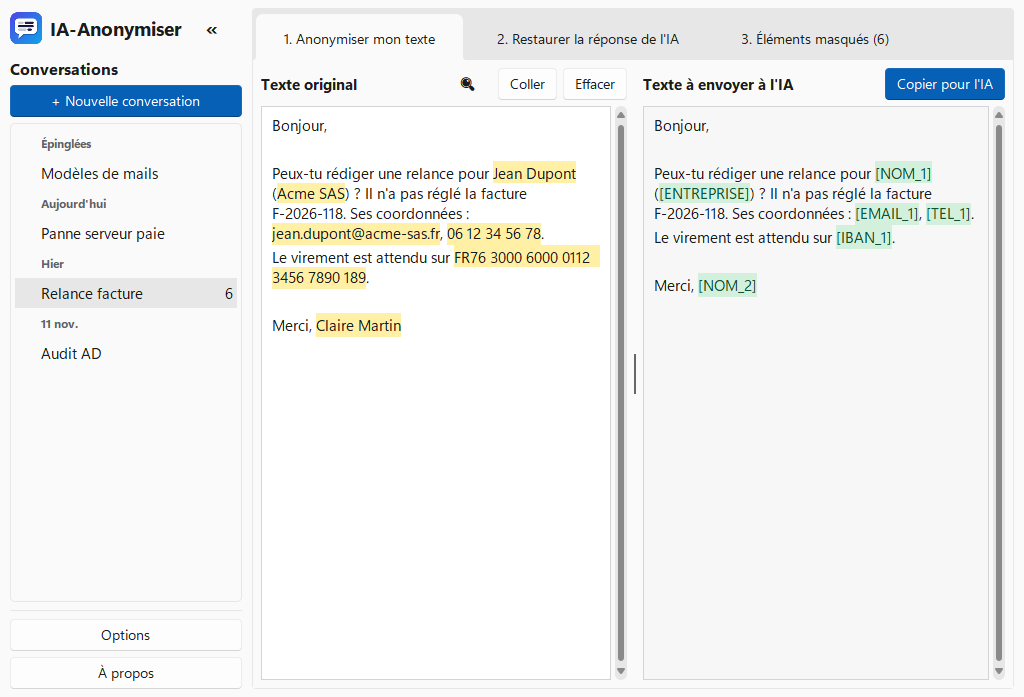 IA-Anonymiser «
Conversations
+ Nouvelle conversation
Épinglées
Modèles de mails
Aujourd'hui
Panne serveur paie
Hier
Relance facture 6
11 nov.
Audit AD
Options
À propos
1. Anonymiser mon texte 2. Restaurer la réponse de l'IA 3. Éléments masqués (6)
Texte original Coller Effacer
Bonjour,
Peux-tu rédiger une relance pour Jean Dupont
(Acme SAS) ? Il n'a pas réglé la facture
F-2026-118. Ses coordonnées :
jean.dupont@acme-sas.fr, 06 12 34 56 78.
Le virement est attendu sur FR76 3000 6000 0112
3456 7890 189.
Merci, Claire Martin
Texte à envoyer à l'IA Copier pour l'IA
Bonjour,
Peux-tu rédiger une relance pour [NOM_1]
([ENTREPRISE]) ? Il n'a pas réglé la facture
F-2026-118. Ses coordonnées : [EMAIL_1], [TEL_1].
Le virement est attendu sur [IBAN_1].
Merci, [NOM_2]